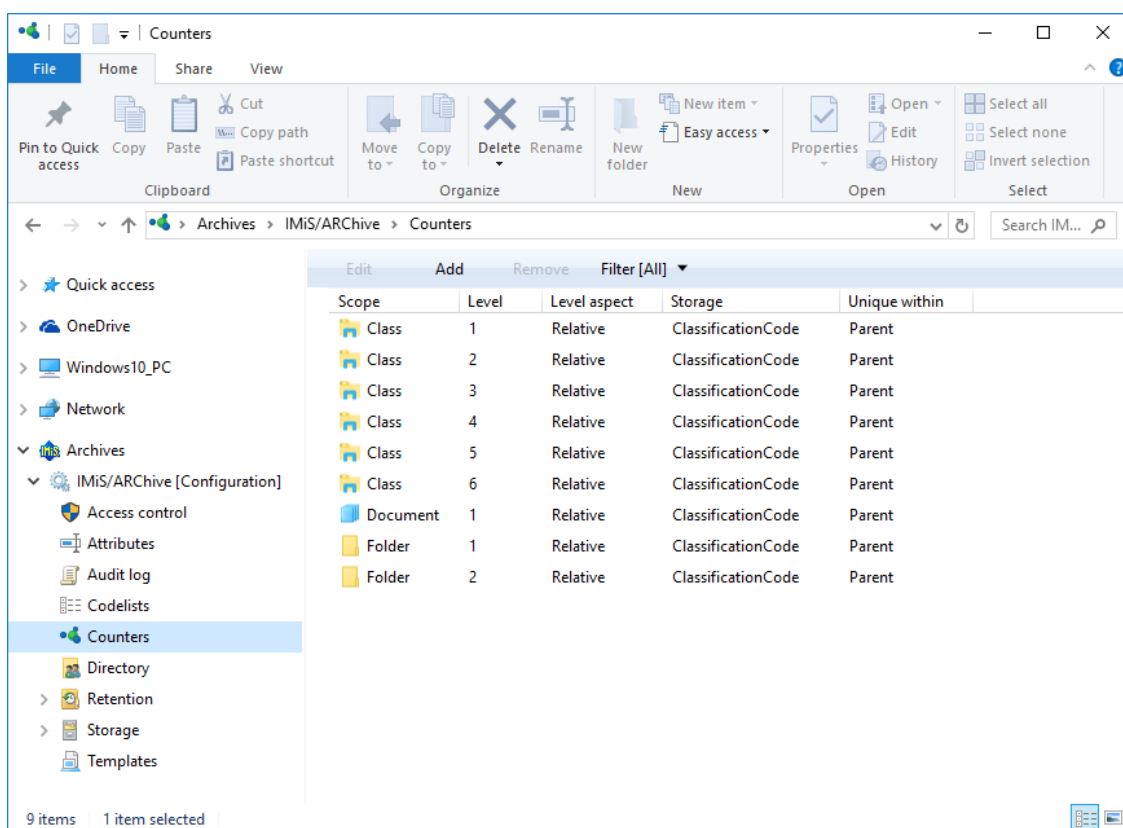 Counters
File Home Share View
Pin to Quick access
Copy
Paste
Cut
Copy path
Paste shortcut
Clipboard
Move to
Copy to
Delete
Rename
Organize
New folder
New item
Easy access
New
Properties
Open
Edit
History
Open
Select all
Select none
Invert selection
Select
Archives > IMiS/ARChive > Counters
Search IM...
Quick access
OneDrive
Windows10_PC
Network
Archives
IMiS/ARChive [Configuration]
Access control
Attributes
Audit log
Codelists
Counters
Directory
Retention
Storage
Templates
Edit Add Remove Filter [All]
Scope Level Level aspect Storage Unique within
Class 1 Relative ClassificationCode Parent
Class 2 Relative ClassificationCode Parent
Class 3 Relative ClassificationCode Parent
Class 4 Relative ClassificationCode Parent
Class 5 Relative ClassificationCode Parent
Class 6 Relative ClassificationCode Parent
Document 1 Relative ClassificationCode Parent
Folder 1 Relative ClassificationCode Parent
Folder 2 Relative ClassificationCode Parent
9 items 1 item selected